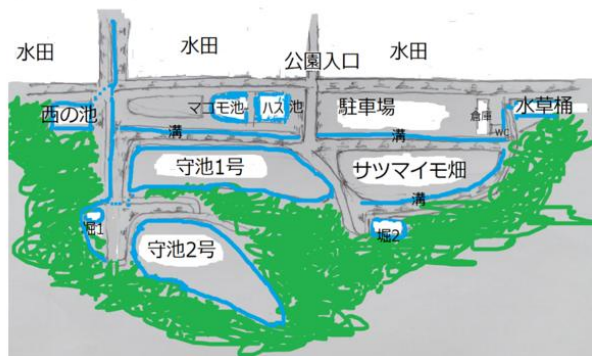 水田
水田
公園入口
水田
西の池
マコモ池
ハス池
駐車場
倉庫
WC
水草桶
溝
溝
守池1号
サツマイモ畑
溝
堀1
堀2
守池2号